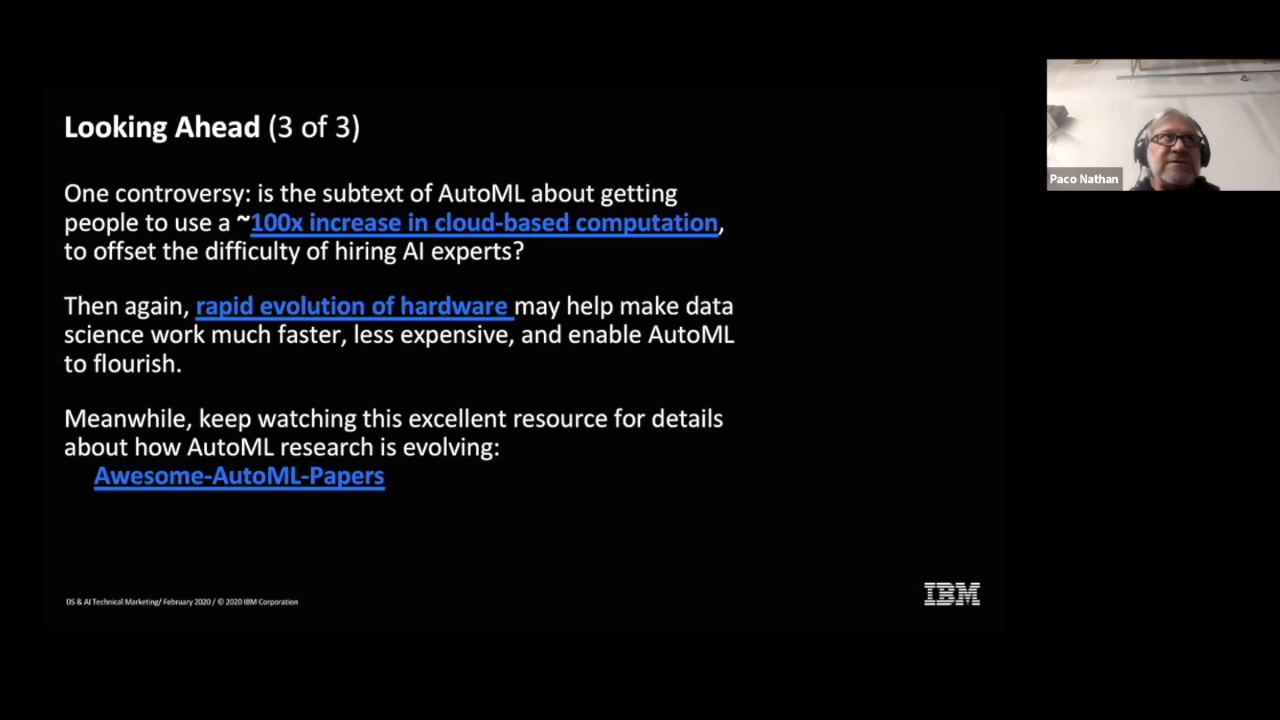 Looking Ahead (3 of 3)
One controversy: is the subtext of AutoML about getting
people to use a ~100x increase in cloud-based computation,
to offset the difficulty of hiring AI experts?
Then again, rapid evolution of hardware may help make data
science work much faster, less expensive, and enable AutoML
to flourish.
Meanwhile, keep watching this excellent resource for details
about how AutoML research is evolving:
Awesome-AutoML-Papers
DS & AI Technical Marketing/ February 2020 / © 2020 IBM Corporation
IBM
Paco Nathan